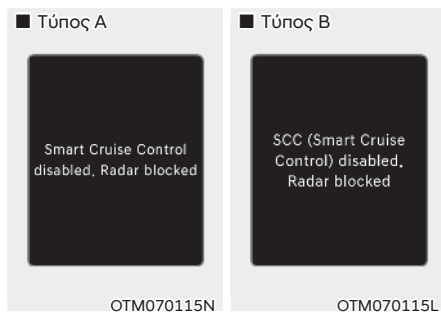 ■ Τύπος A
Smart Cruise Control
disabled. Radar blocked
OTM070115N
■ Τύπος B
SCC (Smart Cruise
Control) disabled.
Radar blocked
OTM070115L